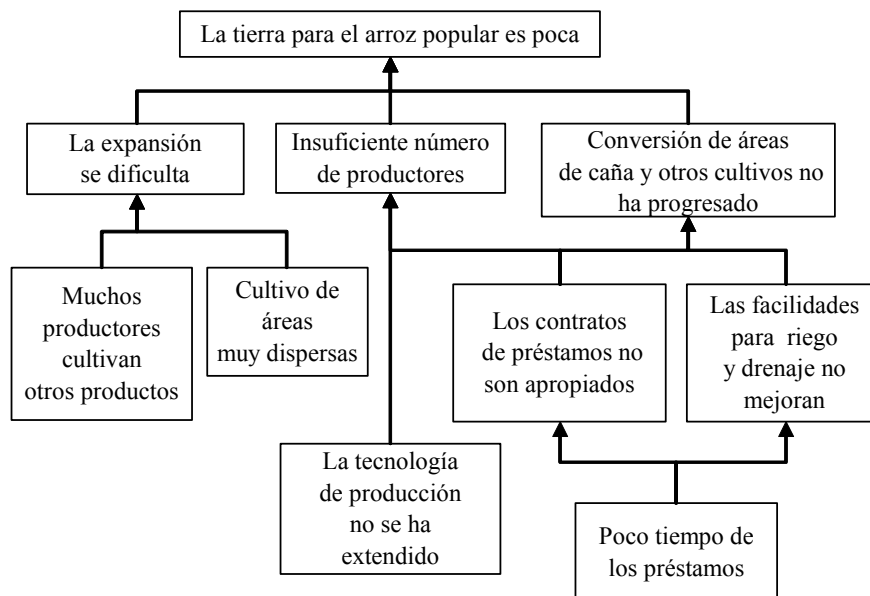 La tierra para el arroz popular es poca
La expansión
se dificulta
Insuficiente número
de productores
Conversión de áreas
de caña y otros cultivos no
ha progresado
Muchos
productores
cultivan
otros productos
Cultivo de
áreas
muy dispersas
Los contratos
de préstamos no
son apropiados
Las facilidades
para riego
y drenaje no
mejoran
La tecnología
de producción
no se ha
extendido
Poco tiempo de
los préstamos